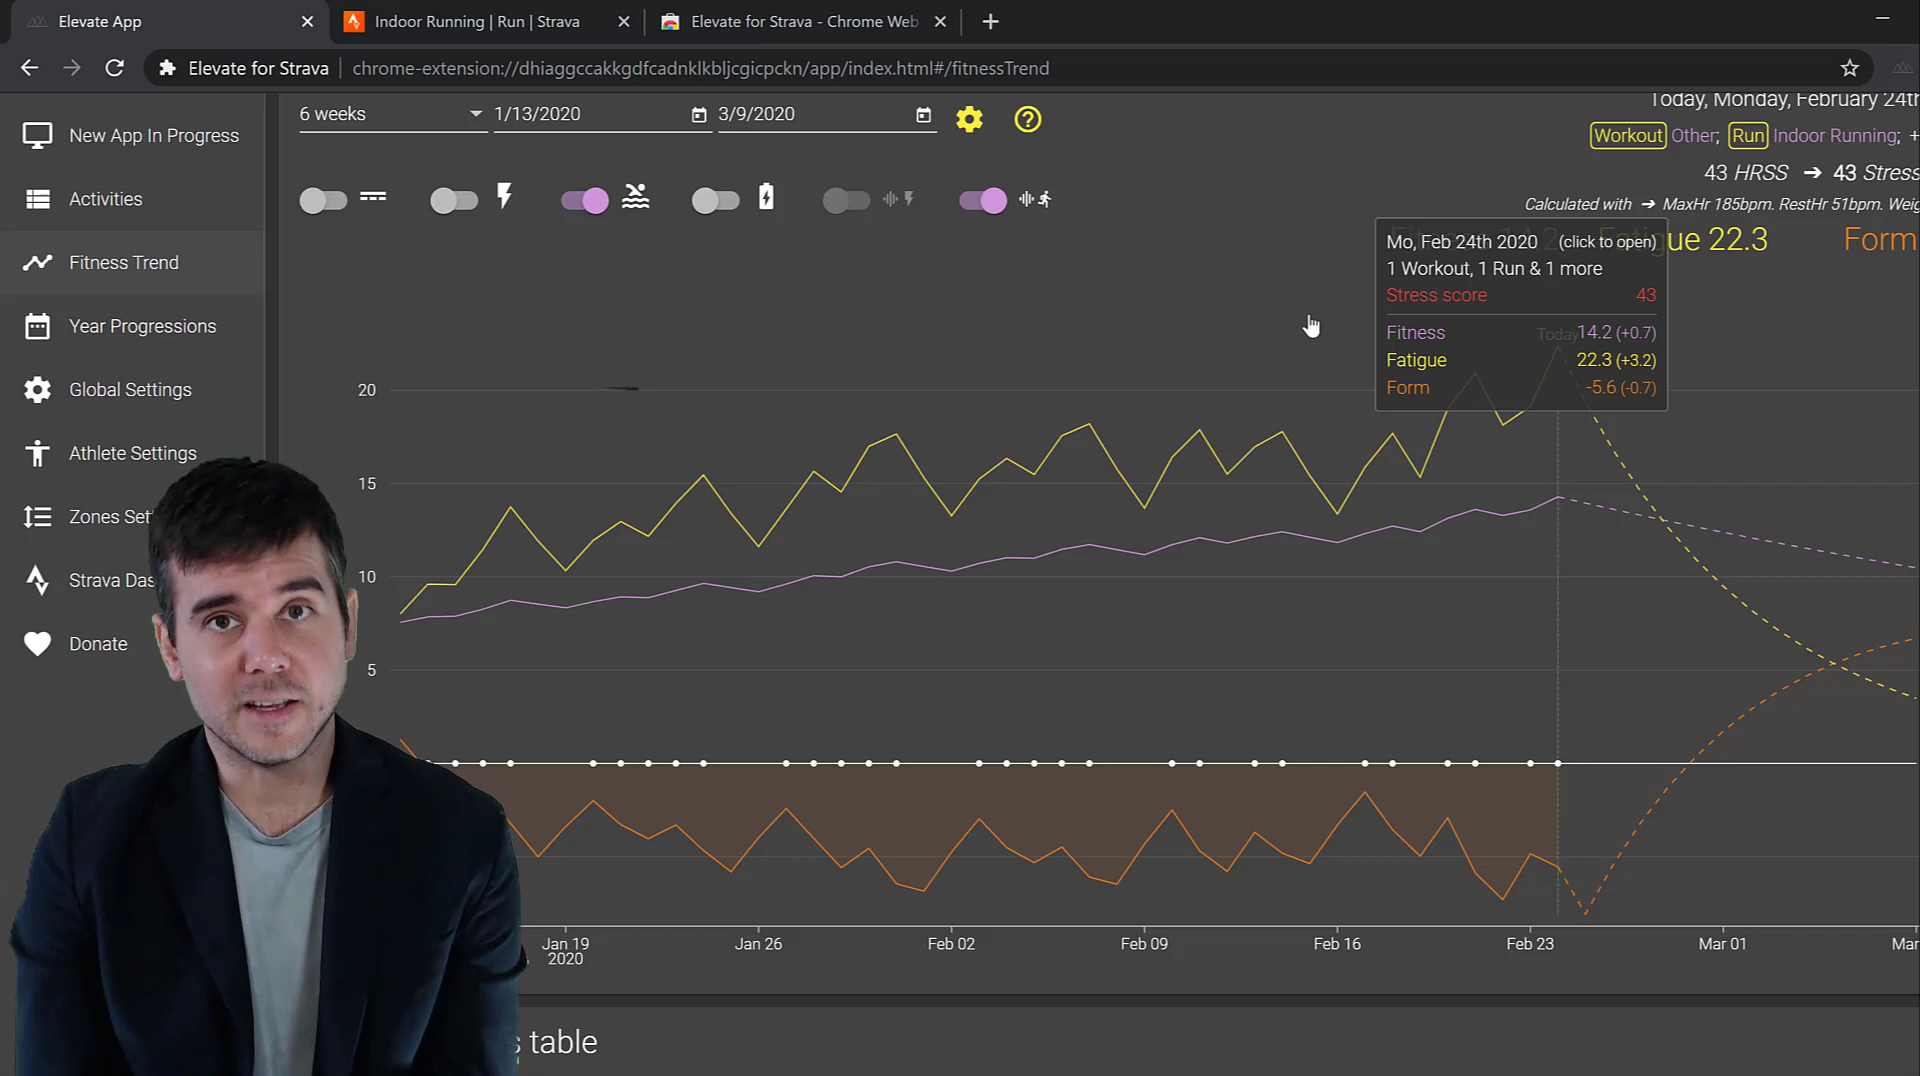 Elevate App
Indoor Running | Run | Strava
Elevate for Strava - Chrome Web
Elevate for Strava
chrome-extension://dhiaggccakkgdfcadnklkbljcgicpckn/app/index.html#/fitnessTrend
New App In Progress
Activities
Fitness Trend
Year Progressions
Global Settings
Athlete Settings
Zones Set
Strava Das
Donate
6 weeks
1/13/2020
3/9/2020
Today, Monday, February 24th
Workout Other; Run Indoor Running; +
43 HRSS ➔ 43 Stress
Calculated with ➔ MaxHr 185bpm. RestHr 51bpm. Weig
Fatigue 22.3
Form
Mo, Feb 24th 2020 (click to open)
1 Workout, 1 Run & 1 more
Stress score 43
Fitness 14.2 (+0.7)
Fatigue 22.3 (+3.2)
Form -5.6 (-0.7)
Today
20
15
10
5
Jan 19
2020
Jan 26
Feb 02
Feb 09
Feb 16
Feb 23
Mar 01
Mar
s table